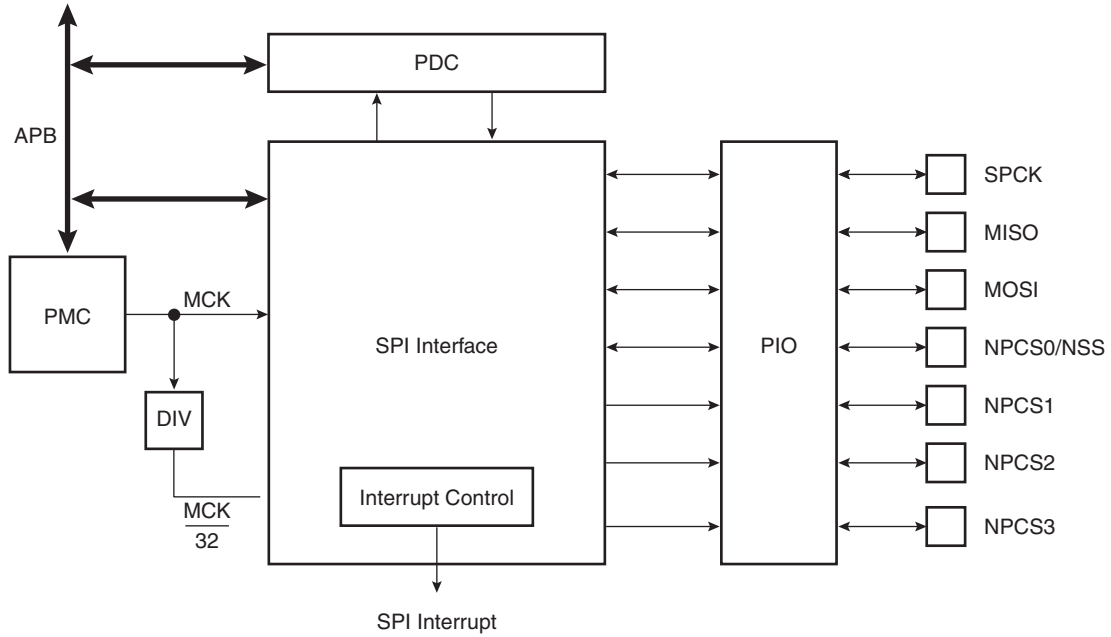 PDC
APB
SPCK
MISO
MOSI
NPCS0/NSS
NPCS1
NPCS2
NPCS3
PMC
MCK
SPI Interface
PIO
DIV
Interrupt Control
MCK
32
SPI Interrupt